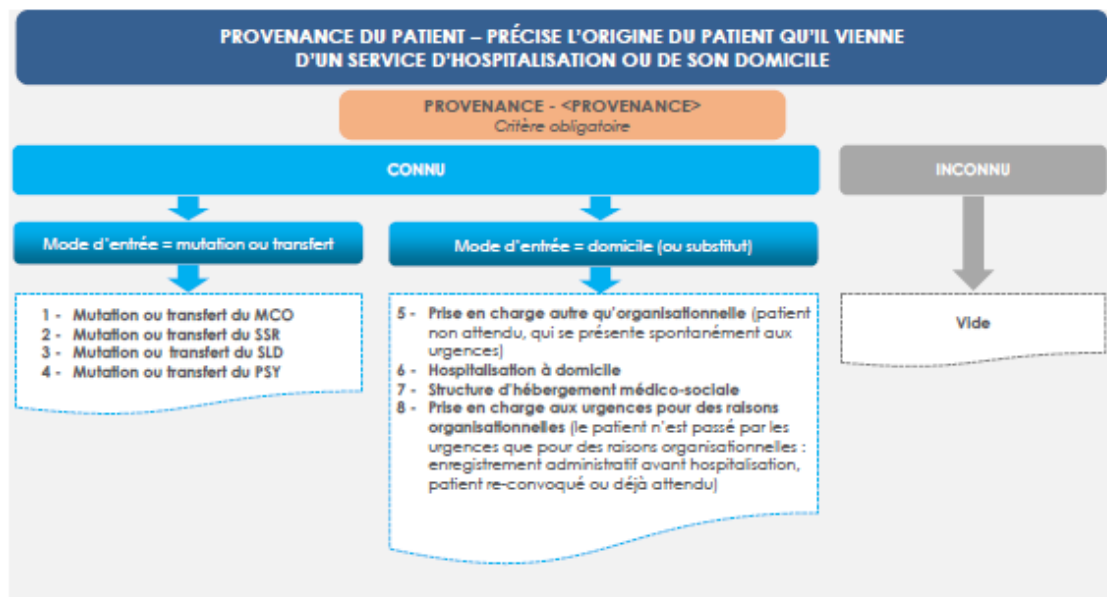 PROVENANCE DU PATIENT – PRÉCISE L'ORIGINE DU PATIENT QU'IL VIENNE
D'UN SERVICE D'HOSPITALISATION OU DE SON DOMICILE
PROVENANCE - <PROVENANCE>
Critère obligatoire
CONNU
INCONNU
Mode d'entrée = mutation ou transfert
Mode d'entrée = domicile (ou substitut)
1 - Mutation ou transfert du MCO
2 - Mutation ou transfert du SSR
3 - Mutation ou transfert du SLD
4 - Mutation ou transfert du PSY
5 - Prise en charge autre qu'organisationnelle (patient
non attendu, qui se présente spontanément aux
urgences)
6 - Hospitalisation à domicile
7 - Structure d'hébergement médico-sociale
8 - Prise en charge aux urgences pour des raisons
organisationnelles (le patient n'est passé par les
urgences que pour des raisons organisationnelles :
enregistrement administratif avant hospitalisation,
patient re-convoqué ou déjà attendu)
Vide